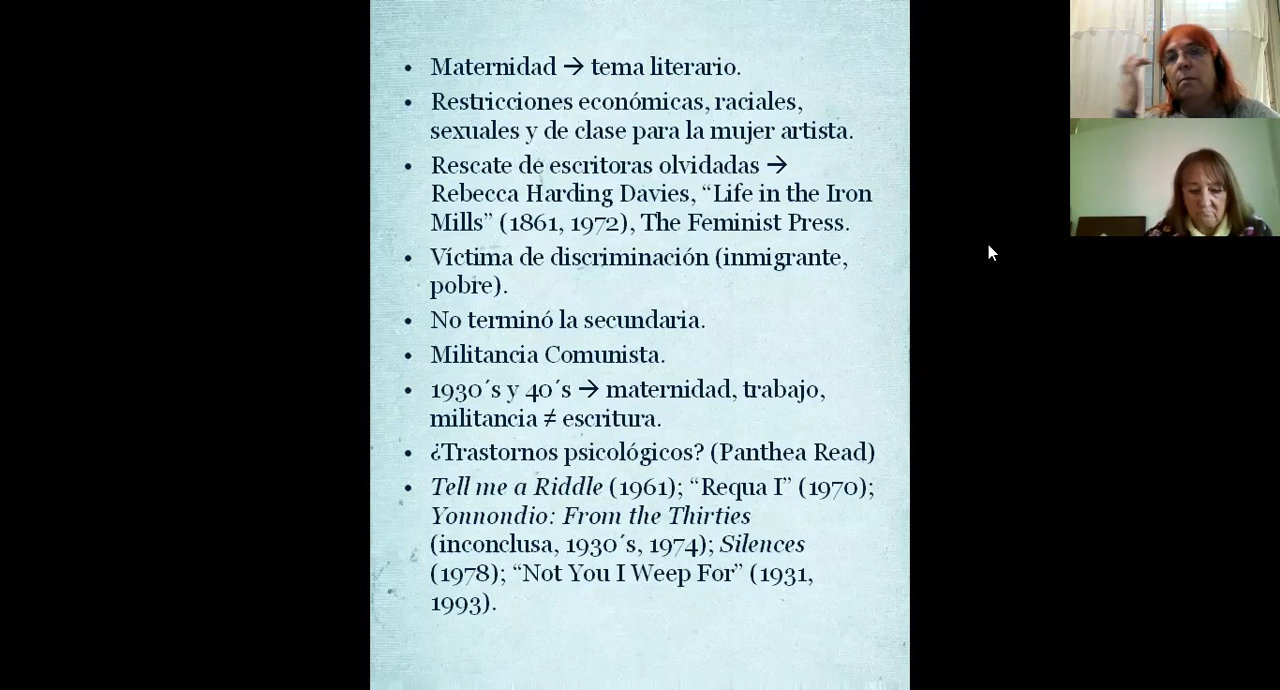 • Maternidad → tema literario.
• Restricciones económicas, raciales,
sexuales y de clase para la mujer artista.
• Rescate de escritoras olvidadas →
Rebecca Harding Davies, “Life in the Iron
Mills” (1861, 1972), The Feminist Press.
• Víctima de discriminación (inmigrante,
pobre).
• No terminó la secundaria.
• Militancia Comunista.
• 1930´s y 40´s → maternidad, trabajo,
militancia ≠ escritura.
• ¿Trastornos psicológicos? (Panthea Read)
• Tell me a Riddle (1961); “Requa I” (1970);
Yonnondio: From the Thirties
(inconclusa, 1930´s, 1974); Silences
(1978); “Not You I Weep For” (1931,
1993).